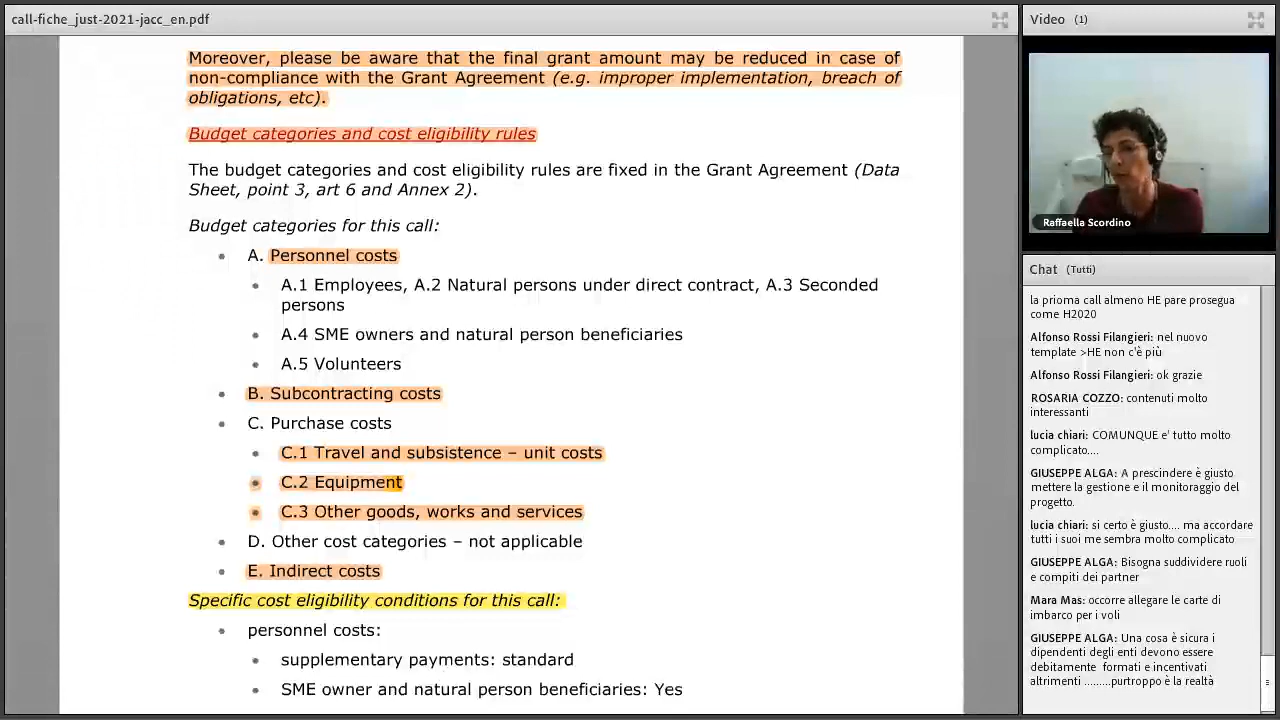 call-fiche_just-2021-jacc_en.pdf
Moreover, please be aware that the final grant amount may be reduced in case of
non-compliance with the Grant Agreement (e.g. improper implementation, breach of
obligations, etc).
Budget categories and cost eligibility rules
The budget categories and cost eligibility rules are fixed in the Grant Agreement (Data
Sheet, point 3, art 6 and Annex 2).
Budget categories for this call:
A. Personnel costs
A.1 Employees, A.2 Natural persons under direct contract, A.3 Seconded
persons
A.4 SME owners and natural person beneficiaries
A.5 Volunteers
B. Subcontracting costs
C. Purchase costs
C.1 Travel and subsistence – unit costs
C.2 Equipment
C.3 Other goods, works and services
D. Other cost categories – not applicable
E. Indirect costs
Specific cost eligibility conditions for this call:
personnel costs:
supplementary payments: standard
SME owner and natural person beneficiaries: Yes
Video (1)
Raffaella Scordino
Chat (Tutti)
la prioma call almeno HE pare prosegua
come H2020
Alfonso Rossi Filangieri: nel nuovo
template >HE non c'è più
Alfonso Rossi Filangieri: ok grazie
ROSARIA COZZO: contenuti molto
interessanti
lucia chiari: COMUNQUE e' tutto molto
complicato....
GIUSEPPE ALGA: A prescindere è giusto
mettere la gestione e il monitoraggio del
progetto.
lucia chiari: si certo è giusto.... ma accordare
tutti i suoi me sembra molto complicato
GIUSEPPE ALGA: Bisogna suddividere ruoli
e compiti dei partner
Mara Mas: occorre allegare le carte di
imbarco per i voli
GIUSEPPE ALGA: Una cosa è sicura i
dipendenti degli enti devono essere
debitamente formati e incentivati
altrimenti .........purtroppo è la realtà